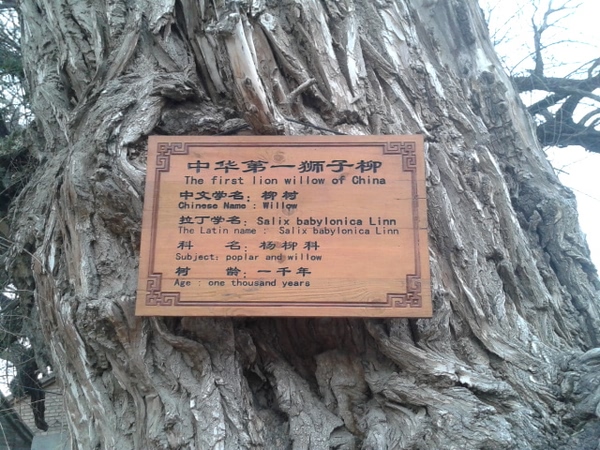 中华第一狮子柳
The first lion willow of China
中文学名：柳树
Chinese Name : Willow
拉丁学名：Salix babylonica Linn
The Latin name : Salix babylonica Linn
科 名：杨柳科
Subject: poplar and willow
树 龄：一千年
Age : one thousand years